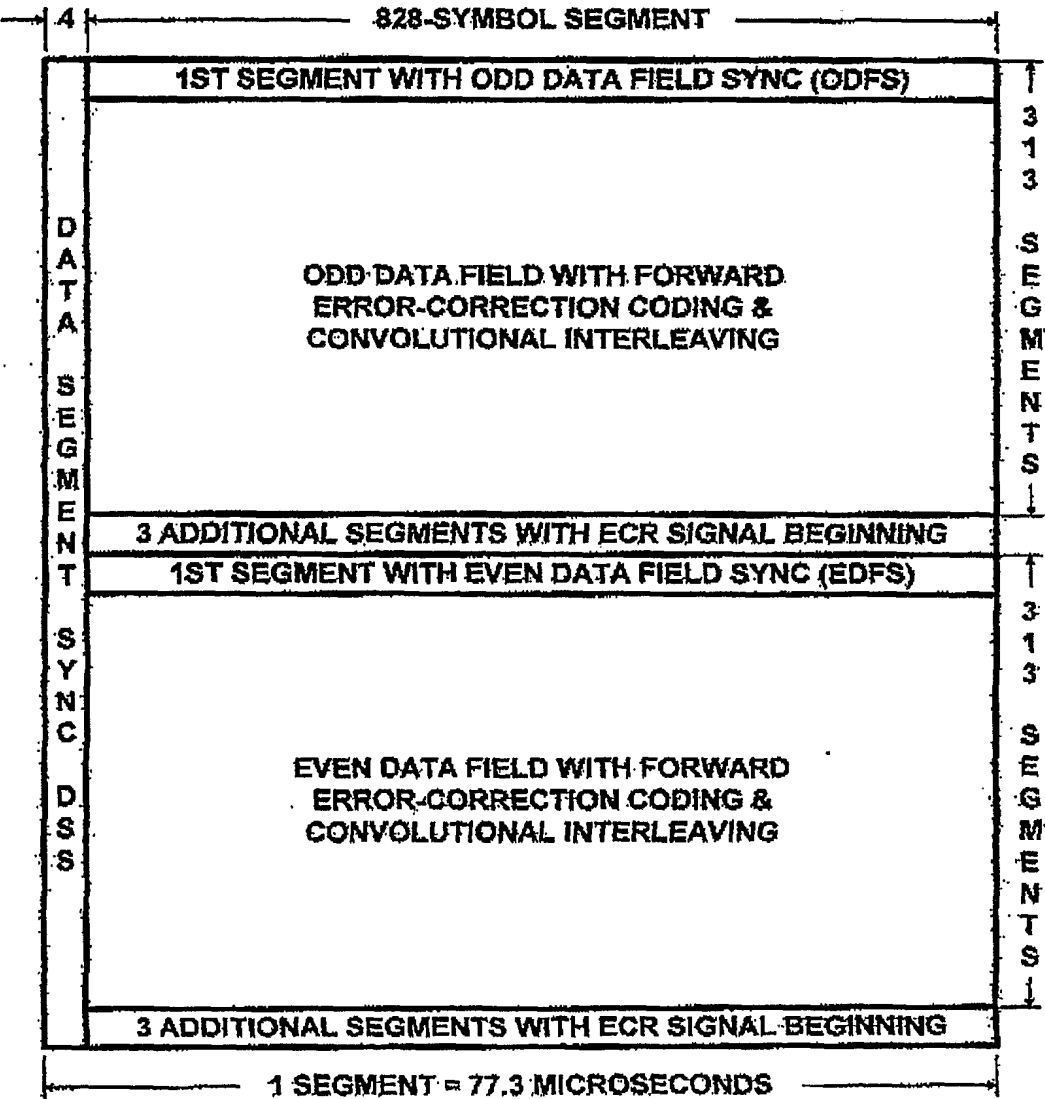 4 828-SYMBOL SEGMENT
1ST SEGMENT WITH ODD DATA FIELD SYNC (ODFS)
313 SEGMENTS
DATA SEGMENT SYNC DSS
ODD DATA FIELD WITH FORWARD
ERROR-CORRECTION CODING &
CONVOLUTIONAL INTERLEAVING
3 ADDITIONAL SEGMENTS WITH ECR SIGNAL BEGINNING
1ST SEGMENT WITH EVEN DATA FIELD SYNC (EDFS)
313 SEGMENTS
EVEN DATA FIELD WITH FORWARD
ERROR-CORRECTION CODING &
CONVOLUTIONAL INTERLEAVING
3 ADDITIONAL SEGMENTS WITH ECR SIGNAL BEGINNING
1 SEGMENT = 77.3 MICROSECONDS